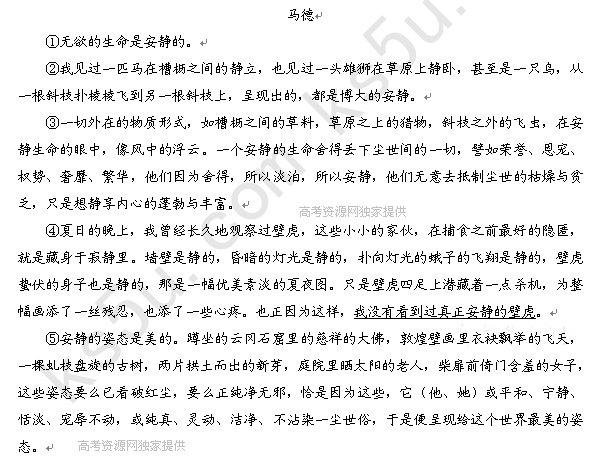 马德
①无欲的生命是安静的。
②我见过一匹马在槽枥之间的静立，也见过一头雄狮在草原上静卧，甚至是一只鸟，从
一根斜枝扑棱棱飞到另一根斜枝上，呈现出的，都是博大的安静。
③一切外在的物质形式，如槽枥之间的草料，草原之上的猎物，斜枝之外的飞虫，在安
静生命的眼中，像风中的浮云。一个安静的生命舍得丢下尘世间的一切，譬如荣誉、恩宠、
权势、奢靡、繁华，他们因为舍得，所以淡泊，所以安静，他们无意去抵制尘世的枯燥与贫
乏，只是想静享内心的蓬勃与丰富。
高考资源网独家提供
④夏日的晚上，我曾经长久地观察过壁虎，这些小小的家伙，在捕食之前最好的隐匿，
就是藏身于寂静里。墙壁是静的，昏暗的灯光是静的，扑向灯光的蛾子的飞翔是静的，壁虎
蛰伏的身子也是静的，那是一幅优美素淡的夏夜图。只是壁虎四足上潜藏着一点杀机，为整
幅画添了一丝残忍，也添了一些心疼。也正因为这样，我没有看到过真正安静的壁虎。
⑤安静的姿态是美的。蹲坐的云冈石窟里的慈祥的大佛，敦煌壁画里衣袂飘举的飞天，
一棵虬枝盘旋的古树，两片拱土而出的新芽，庭院里晒太阳的老人，柴扉前倚门含羞的女子，
这些姿态要么已看破红尘，要么正纯净无邪，恰是因为这些，它（他、她）或平和、宁静、
恬淡、宠辱不动，或纯真、灵动、洁净、不沾染一尘世俗，于是便呈现给这个世界最美的姿
态。
高考资源网独家提供
ks5u.com ks5u.